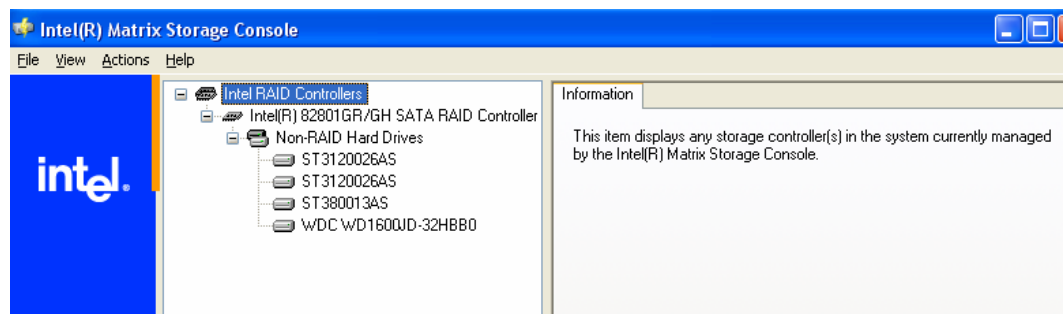 Intel(R) Matrix Storage Console
File View Actions Help
intel.
Intel RAID Controllers
Intel(R) 82801GR/GH SATA RAID Controller
Non-RAID Hard Drives
ST3120026AS
ST3120026AS
ST380013AS
WDC WD1600JD-32HBB0
Information
This item displays any storage controller(s) in the system currently managed
by the Intel(R) Matrix Storage Console.